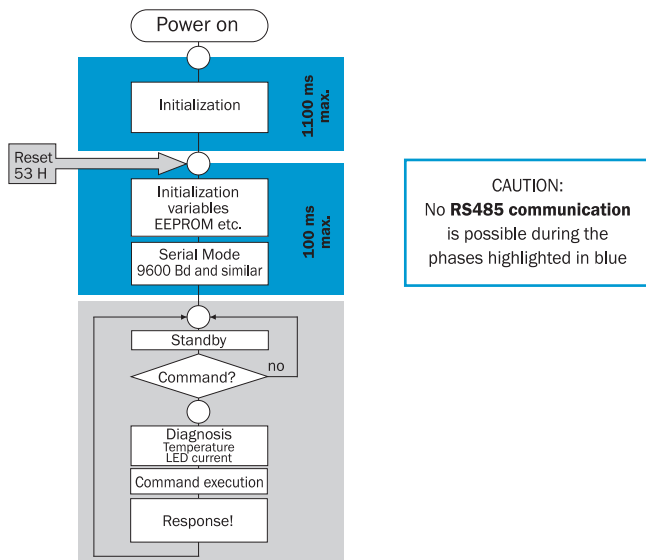 Power on
Initialization
1100 ms
max.
Reset
53 H
Initialization
variables
EEPROM etc.
Serial Mode
9600 Bd and similar
100 ms
max.
CAUTION:
No RS485 communication
is possible during the
phases highlighted in blue
Standby
Command?
no
Diagnosis
Temperature
LED current
Command execution
Response!